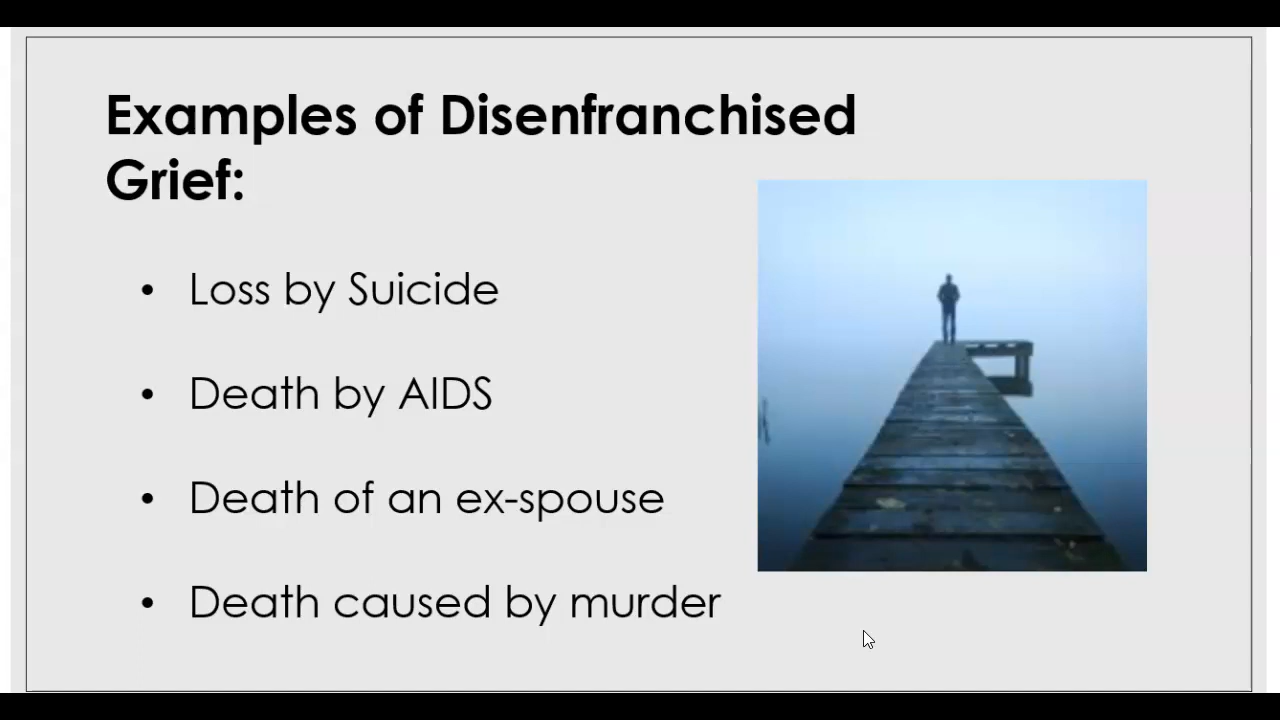 Examples of Disenfranchised
Grief:
• Loss by Suicide
• Death by AIDS
• Death of an ex-spouse
• Death caused by murder